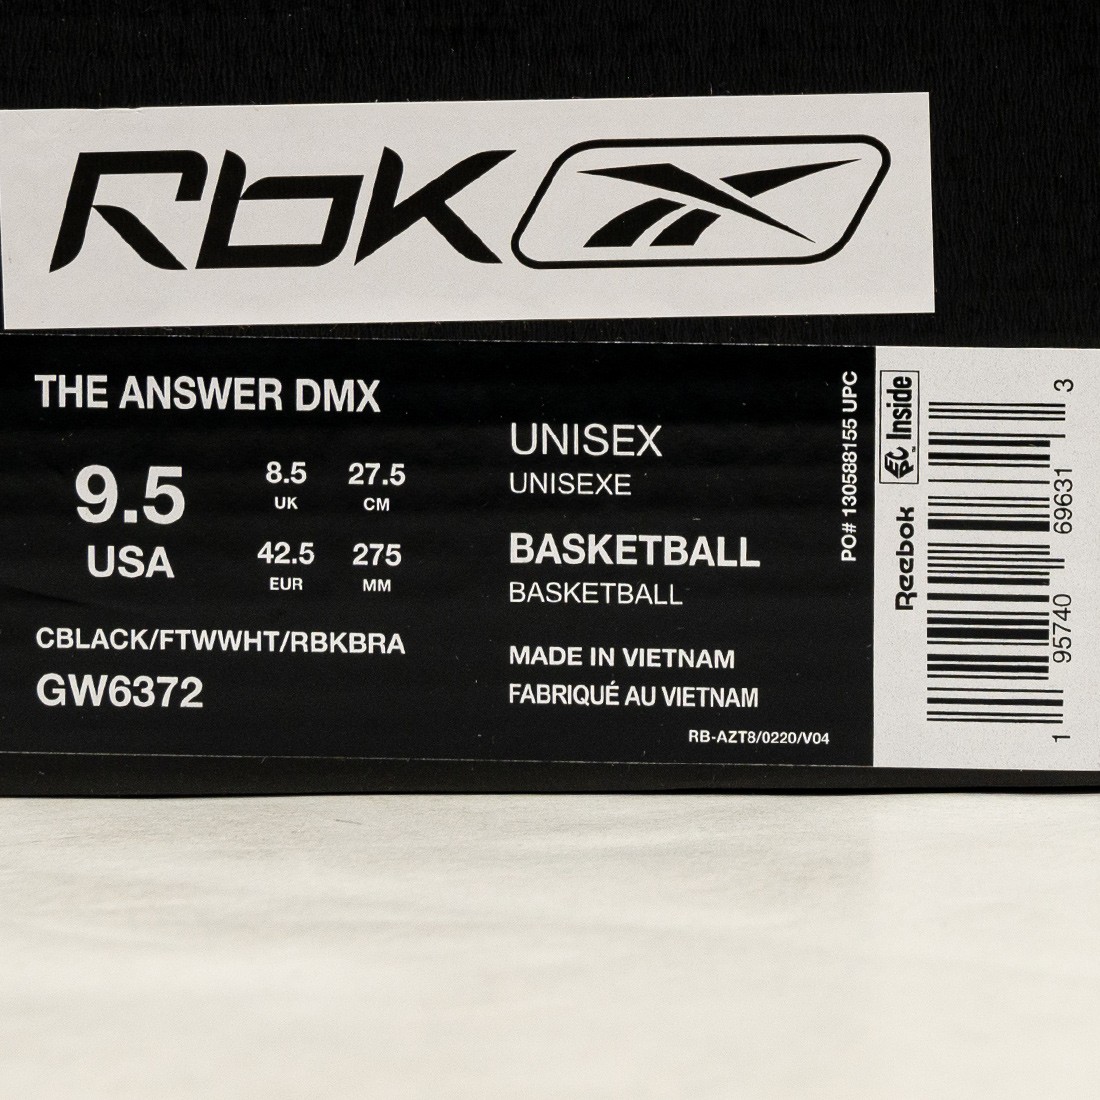 Rbk
THE ANSWER DMX
9.5
USA
8.5
UK
27.5
CM
42.5
EUR
275
MM
CBLACK/FTWWHT/RBKBRA
GW6372
UNISEX
UNISEXE
BASKETBALL
BASKETBALL
MADE IN VIETNAM
FABRIQUÉ AU VIETNAM
RB-AZT8/0220/V04
PO# 130588155 UPC
Reebok
EPC Inside
1 95740 69631 3